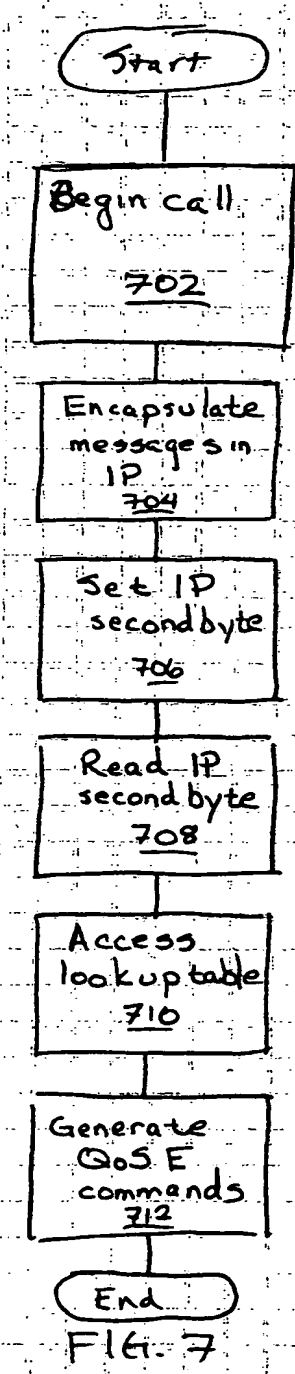 Start
Begin call
702
Encapsulate
messages in
IP
704
Set IP
second byte
706
Read IP
second byte
708
Access
lookup table
710
Generate
QoS E
commands
712
End
FIG. 7